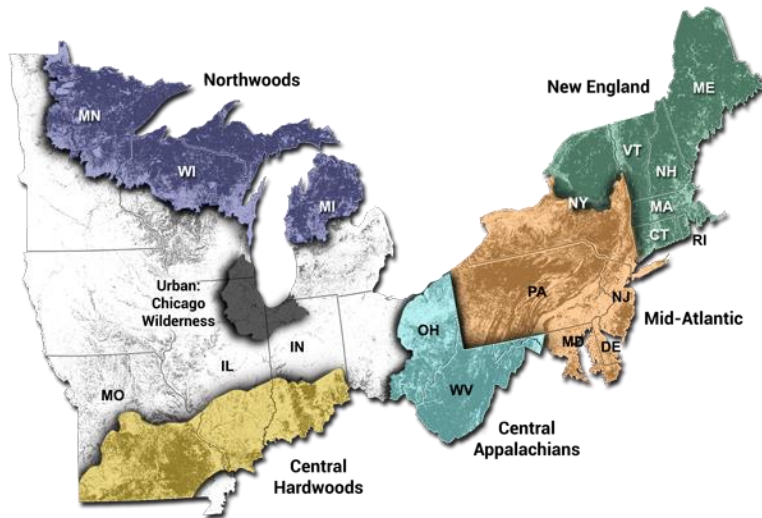 Northwoods
New England
MN
WI
MI
ME
VT
NH
NY
MA
CT
RI
Urban:
Chicago
Wilderness
PA
NJ
Mid-Atlantic
OH
MD
DE
IN
IL
MO
WV
Central
Appalachians
Central
Hardwoods